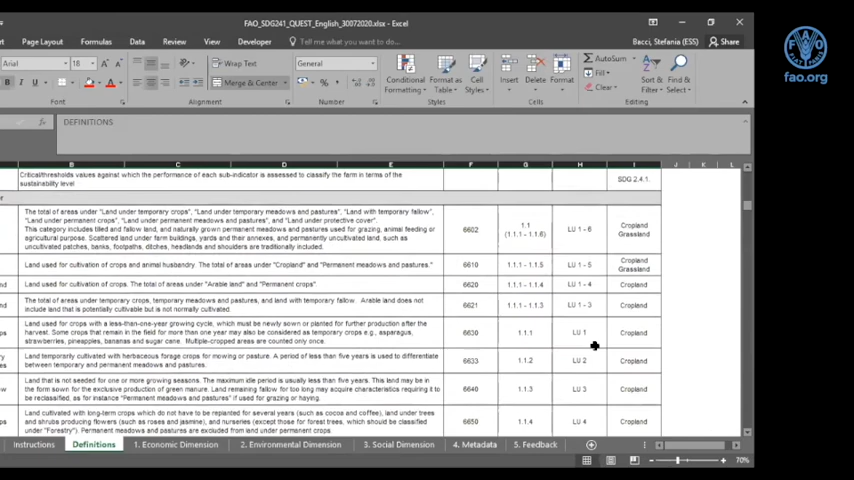 FAO_SDG241_QUEST_English_30072020.xlsx - Excel
Bacci, Stefania (ESS)
Share
Page Layout
Formulas
Data
Review
View
Developer
Tell me what you want to do...
Arial
18
Wrap Text
General
Merge & Center
Conditional Formatting
Format as Table
Cell Styles
Insert
Delete
Format
AutoSum
Fill
Clear
Sort & Filter
Find & Select
Alignment
Number
Styles
Cells
Editing
fx
DEFINITIONS
B C D E F G H I J K L
Critical/thresholds values against which the performance of each sub-indicator is assessed to classify the farm in terms of the
sustainability level
SDG 2.4.1.
The total of areas under "Land under temporary crops", "Land under temporary meadows and pastures", "Land with temporary fallow",
"Land under permanent crops", "Land under permanent meadows and pastures", and "Land under protective cover".
This category includes tilled and fallow land, and naturally grown permanent meadows and pastures used for grazing, animal feeding or
agricultural purpose. Scattered land under farm buildings, yards and their annexes, and permanently uncultivated land, such as
uncultivated patches, banks, footpaths, ditches, headlands and shoulders are traditionally included.
6602
1.1
(1.1.1 - 1.1.6)
LU 1 - 6
Cropland
Grassland
Land used for cultivation of crops and animal husbandry. The total of areas under "Cropland" and "Permanent meadows and pastures."
6610
1.1.1 - 1.1.5
LU 1 - 5
Cropland
Grassland
Land used for cultivation of crops. The total of areas under "Arable land" and "Permanent crops".
6620
1.1.1 - 1.1.4
LU 1 - 4
Cropland
The total of areas under temporary crops, temporary meadows and pastures, and land with temporary fallow. Arable land does not
include land that is potentially cultivable but is not normally cultivated.
6621
1.1.1 - 1.1.3
LU 1 - 3
Cropland
Land used for crops with a less-than-one-year growing cycle, which must be newly sown or planted for further production after the
harvest. Some crops that remain in the field for more than one year may also be considered as temporary crops e.g., asparagus,
strawberries, pineapples, bananas and sugar cane. Multiple-cropped areas are counted only once.
6630
1.1.1
LU 1
Cropland
Land temporarily cultivated with herbaceous forage crops for mowing or pasture. A period of less than five years is used to differentiate
between temporary and permanent meadows and pastures.
6633
1.1.2
LU 2
Cropland
Land that is not seeded for one or more growing seasons. The maximum idle period is usually less than five years. This land may be in
the form sown for the exclusive production of green manure. Land remaining fallow for too long may acquire characteristics requiring it to
be reclassified, as for instance "Permanent meadows and pastures" if used for grazing or haying.
6640
1.1.3
LU 3
Cropland
Land cultivated with long-term crops which do not have to be replanted for several years (such as cocoa and coffee), land under trees
and shrubs producing flowers (such as roses and jasmine), and nurseries (except those for forest trees, which should be classified
under "Forestry"). Permanent meadows and pastures are excluded from land under permanent crops.
6650
1.1.4
LU 4
Cropland
Instructions
Definitions
1. Economic Dimension
2. Environmental Dimension
3. Social Dimension
4. Metadata
5. Feedback
70%
FAO
fao.org